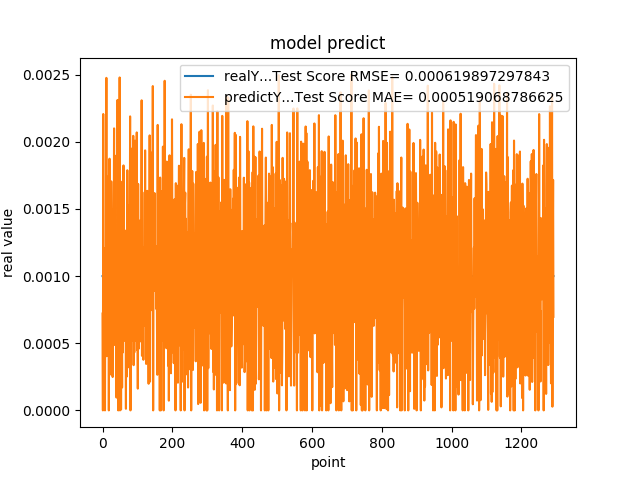 model predict
realY...Test Score RMSE= 0.000619897297843
predictY...Test Score MAE= 0.000519068786625
real value
0.0025
0.0020
0.0015
0.0010
0.0005
0.0000
0 200 400 600 800 1000 1200
point